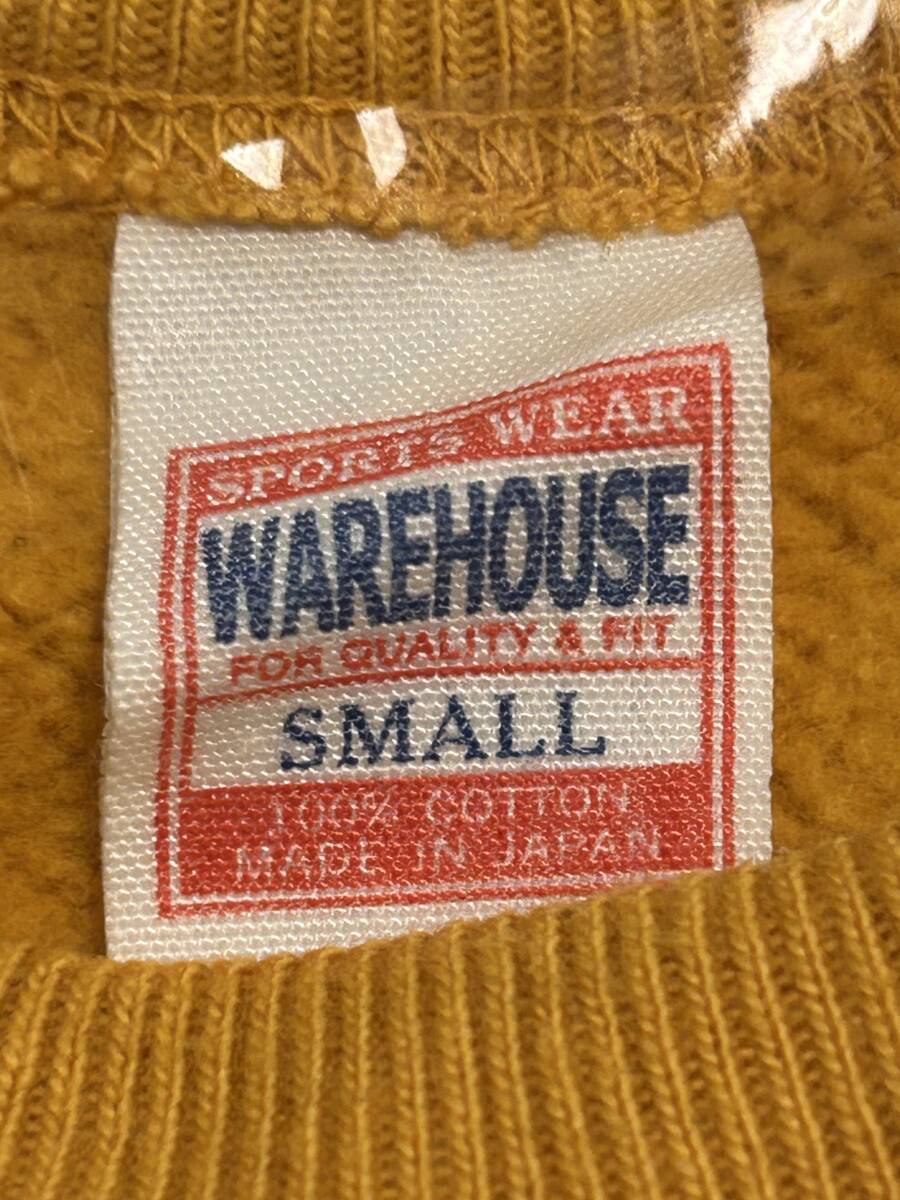 SPORTS WEAR
WAREHOUSE
FOR QUALITY & FIT
SMALL
100% COTTON
MADE IN JAPAN